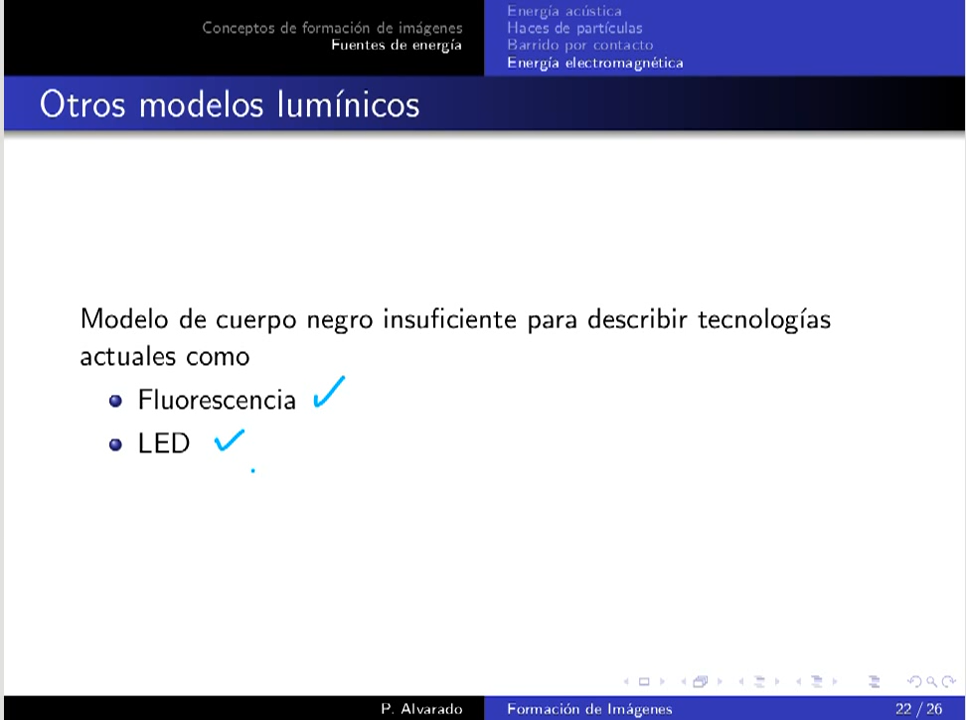 Conceptos de formación de imágenes
Fuentes de energía
Energía acústica
Haces de partículas
Barrido por contacto
Energía electromagnética
Otros modelos lumínicos
Modelo de cuerpo negro insuficiente para describir tecnologías
actuales como
Fluorescencia
LED
P. Alvarado
Formación de Imágenes
22 / 26